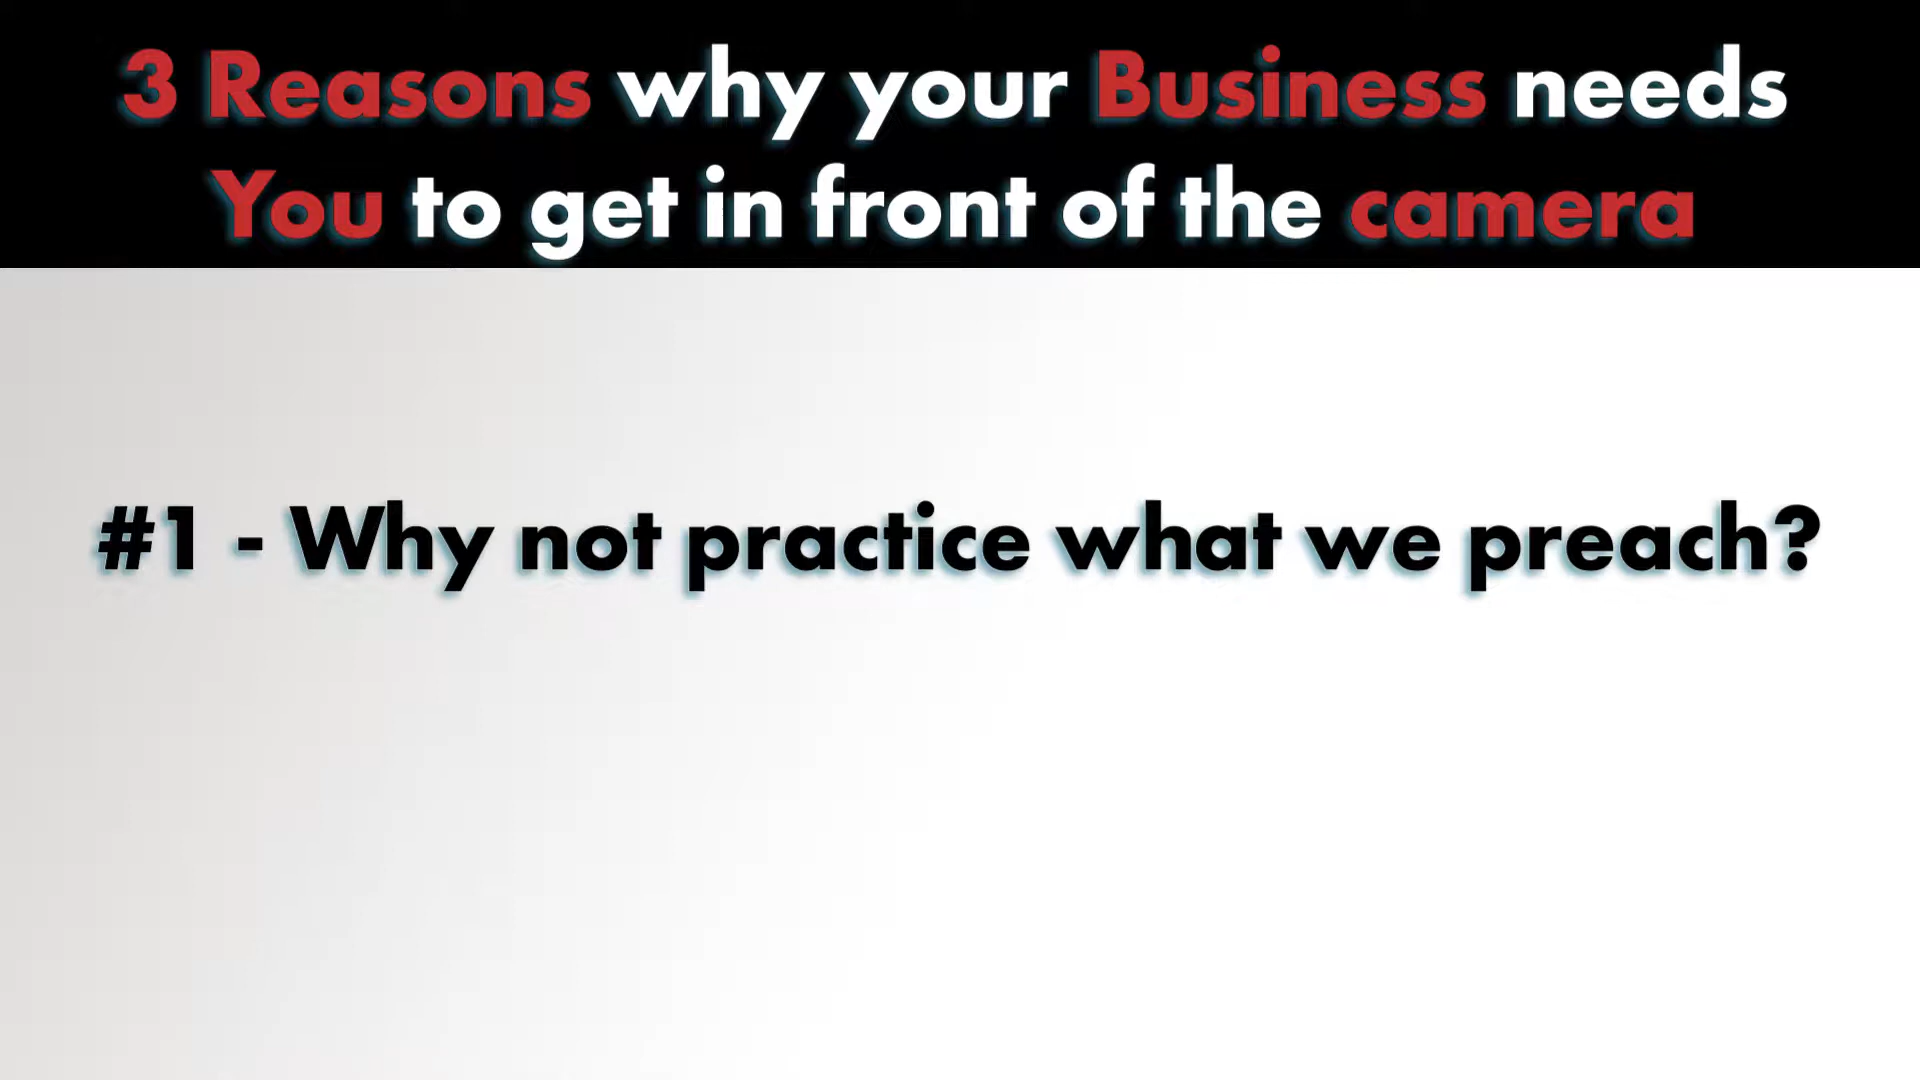 3 Reasons why your Business needs
You to get in front of the camera
#1 - Why not practice what we preach?